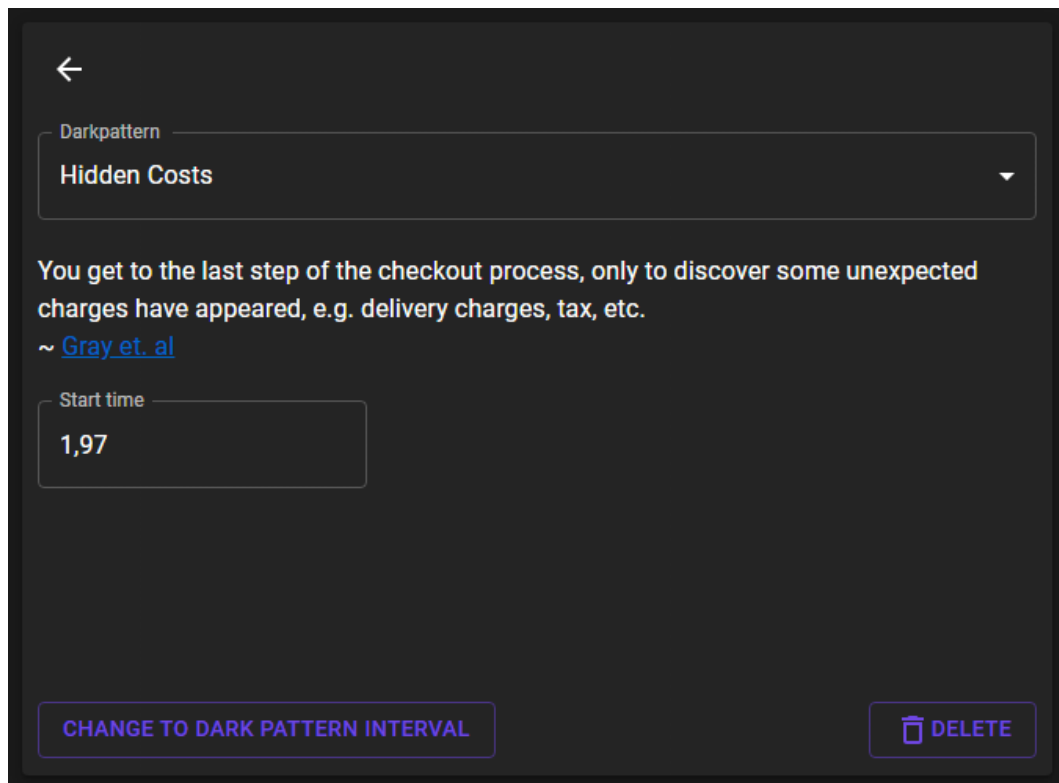 Darkpattern
Hidden Costs
You get to the last step of the checkout process, only to discover some unexpected
charges have appeared, e.g. delivery charges, tax, etc.
~ Gray et. al
Start time
1,97
CHANGE TO DARK PATTERN INTERVAL
DELETE